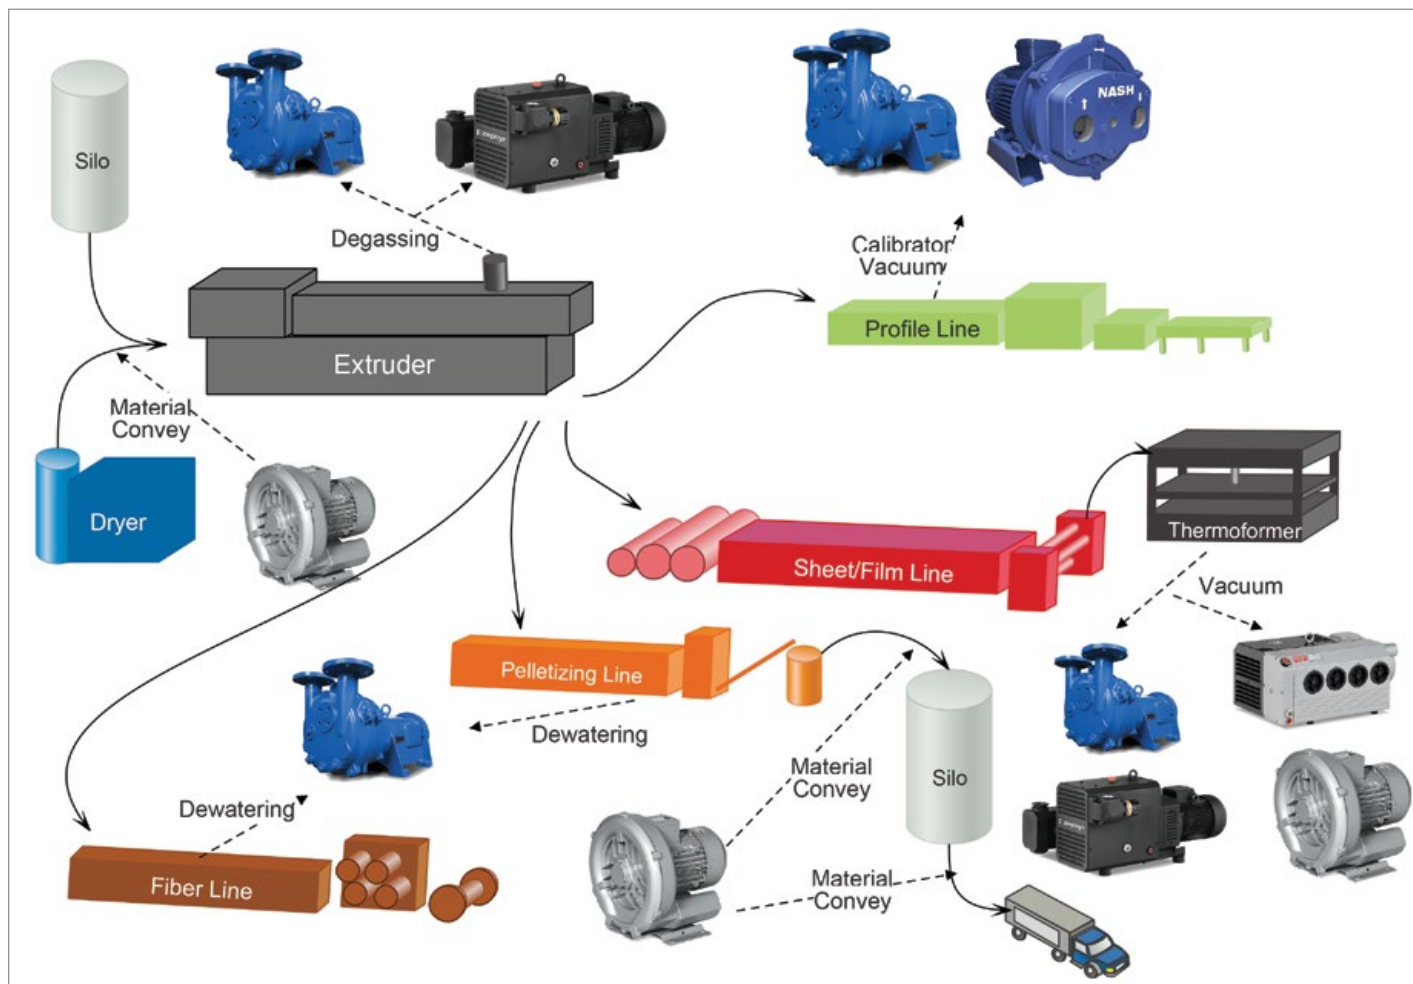 Silo
NASH
Degassing
Calibrator
Vacuum
Profile Line
Extruder
Material
Convey
Dryer
Thermoformer
Sheet/Film Line
Vacuum
Pelletizing Line
Dewatering
Material
Convey
Silo
Dewatering
Fiber Line
Material
Convey